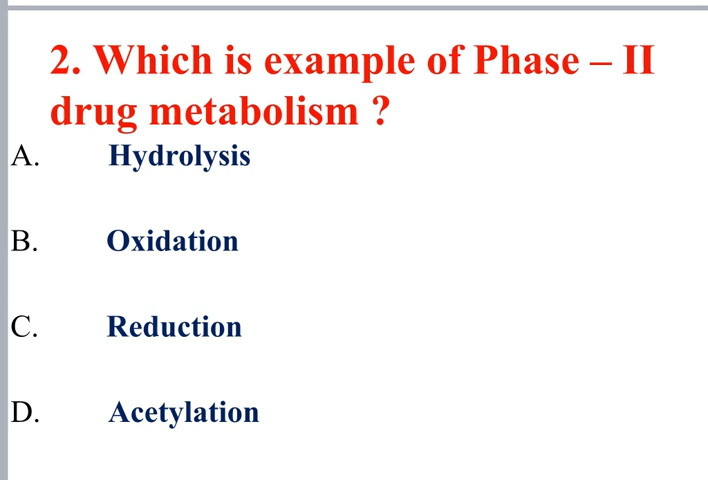 2. Which is example of Phase – II
drug metabolism ?
A. Hydrolysis
B. Oxidation
C. Reduction
D. Acetylation